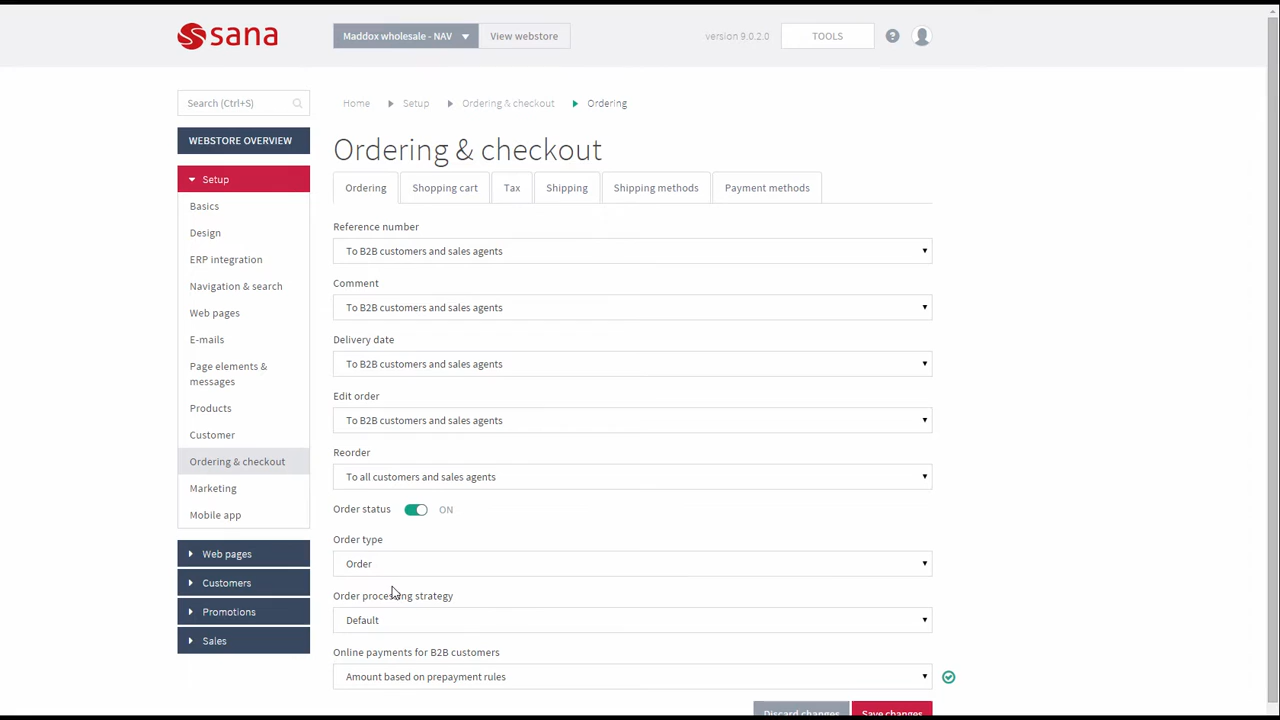 sana
Maddox wholesale - NAV
View webstore
version 9.0.2.0
TOOLS
?
Search (Ctrl+S)
Home
Setup
Ordering & checkout
Ordering
WEBSTORE OVERVIEW
Setup
Basics
Design
ERP integration
Navigation & search
Web pages
E-mails
Page elements &
messages
Products
Customer
Ordering & checkout
Marketing
Mobile app
Web pages
Customers
Promotions
Sales
Ordering & checkout
Ordering
Shopping cart
Tax
Shipping
Shipping methods
Payment methods
Reference number
To B2B customers and sales agents
Comment
To B2B customers and sales agents
Delivery date
To B2B customers and sales agents
Edit order
To B2B customers and sales agents
Reorder
To all customers and sales agents
Order status
ON
Order type
Order
Order processing strategy
Default
Online payments for B2B customers
Amount based on prepayment rules
Discard changes
Save changes